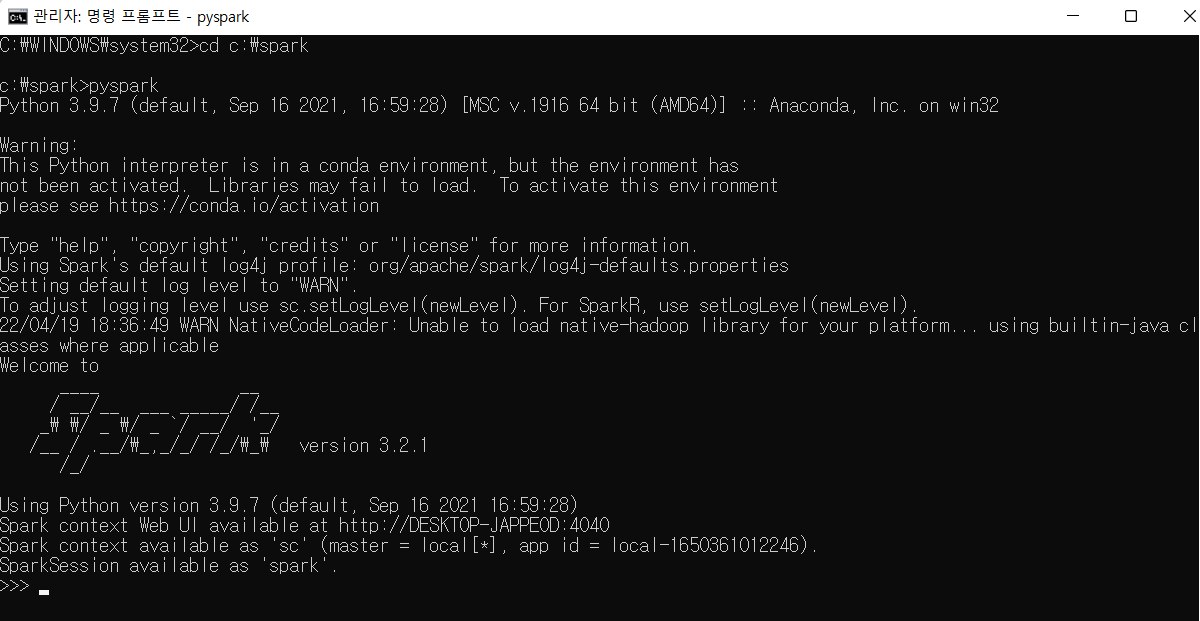 관리자: 명령 프롬프트 - pyspark
C:₩WINDOWS₩system32>cd c:₩spark
c:₩spark>pyspark
Python 3.9.7 (default, Sep 16 2021, 16:59:28) [MSC v.1916 64 bit (AMD64)] :: Anaconda, Inc. on win32
Warning:
This Python interpreter is in a conda environment, but the environment has
not been activated.  Libraries may fail to load.  To activate this environment
please see https://conda.io/activation
Type "help", "copyright", "credits" or "license" for more information.
Using Spark's default log4j profile: org/apache/spark/log4j-defaults.properties
Setting default log level to "WARN".
To adjust logging level use sc.setLogLevel(newLevel). For SparkR, use setLogLevel(newLevel).
22/04/19 18:36:49 WARN NativeCodeLoader: Unable to load native-hadoop library for your platform... using builtin-java cl
asses where applicable
Welcome to
      ____              __
     / __/__  ___ _____/ /__
    _₩ ₩/ _ ₩/ _ `/ __/  '_/
   /__ / .__/₩_,_/_/ /_/₩_₩   version 3.2.1
      /_/
Using Python version 3.9.7 (default, Sep 16 2021 16:59:28)
Spark context Web UI available at http://DESKTOP-JAPPEOD:4040
Spark context available as 'sc' (master = local[*], app id = local-1650361012246).
SparkSession available as 'spark'.
>>>